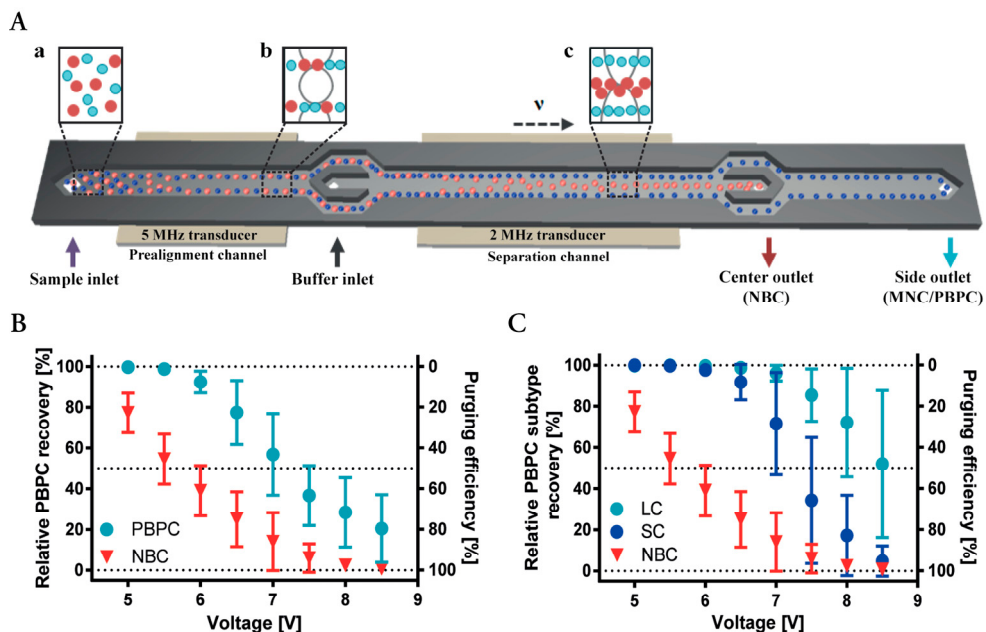 A
a
b
c
v
5 MHz transducer
2 MHz transducer
Prealignment channel
Separation channel
Sample inlet
Buffer inlet
Center outlet
(NBC)
Side outlet
(MNC/PBPC)
B
Relative PBPC recovery [%]
100
80
60
40
20
0
PBPC
NBC
0
20
40
60
80
100
Purging efficiency [%]
5 6 7 8 9
Voltage [V]
C
Relative PBPC subtype
recovery [%]
100
80
60
40
20
0
LC
SC
NBC
0
20
40
60
80
100
Purging efficiency [%]
5 6 7 8 9
Voltage [V]